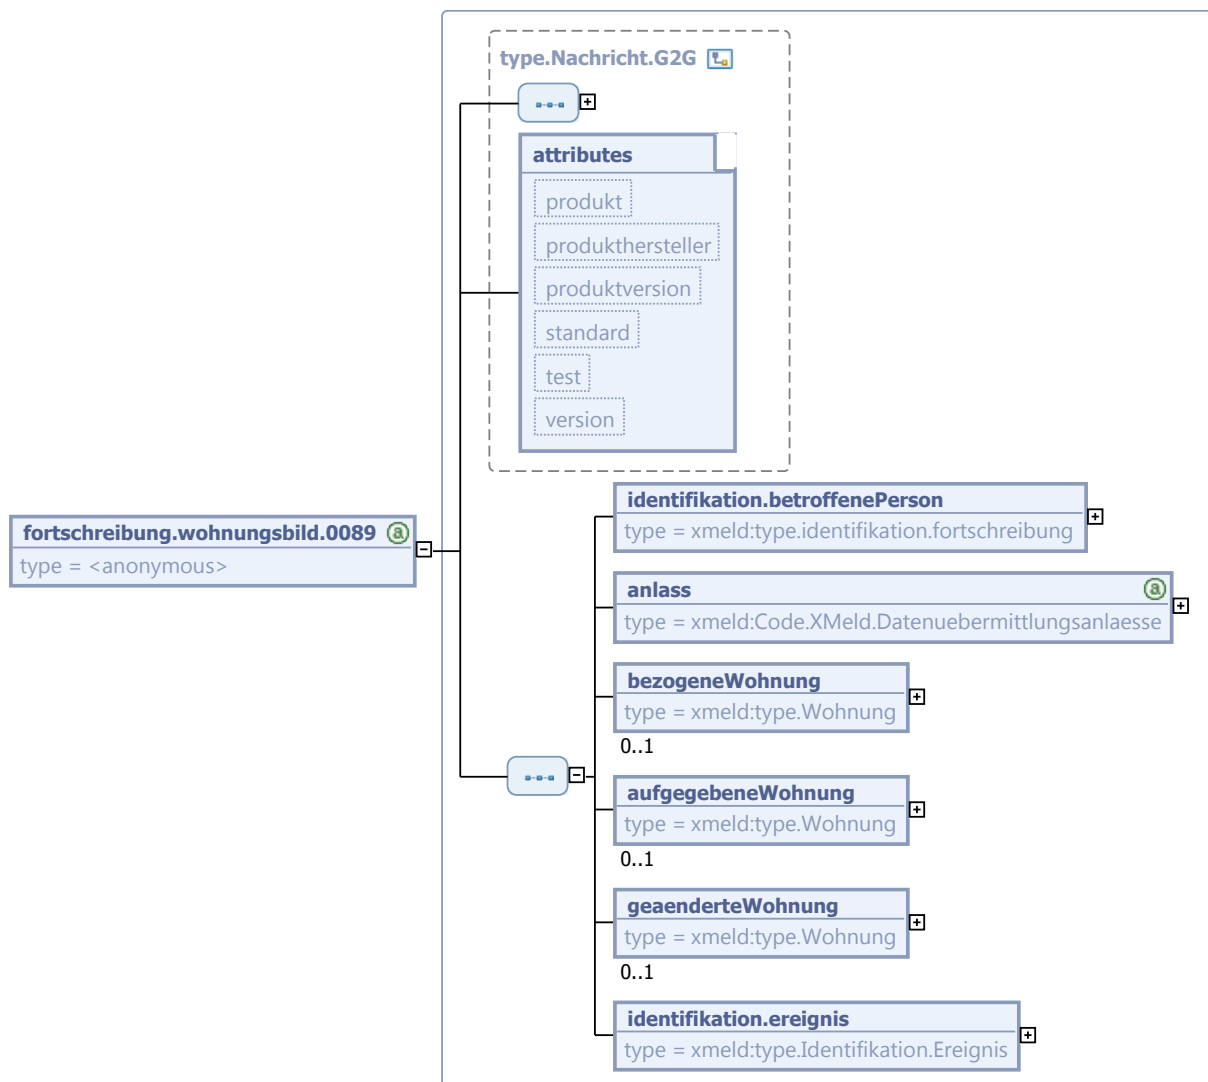 type.Nachricht.G2G
attributes
produkt
produkthersteller
produktversion
standard
test
version
fortschreibung.wohnungsbild.0089 a
type = <anonymous>
identifikation.betroffenePerson
type = xmeld:type.identifikation.fortschreibung
anlass a
type = xmeld:Code.XMeld.Datenuebermittlungsanlaesse
bezogeneWohnung
type = xmeld:type.Wohnung
0..1
aufgegebeneWohnung
type = xmeld:type.Wohnung
0..1
geaenderteWohnung
type = xmeld:type.Wohnung
0..1
identifikation.ereignis
type = xmeld:type.Identifikation.Ereignis